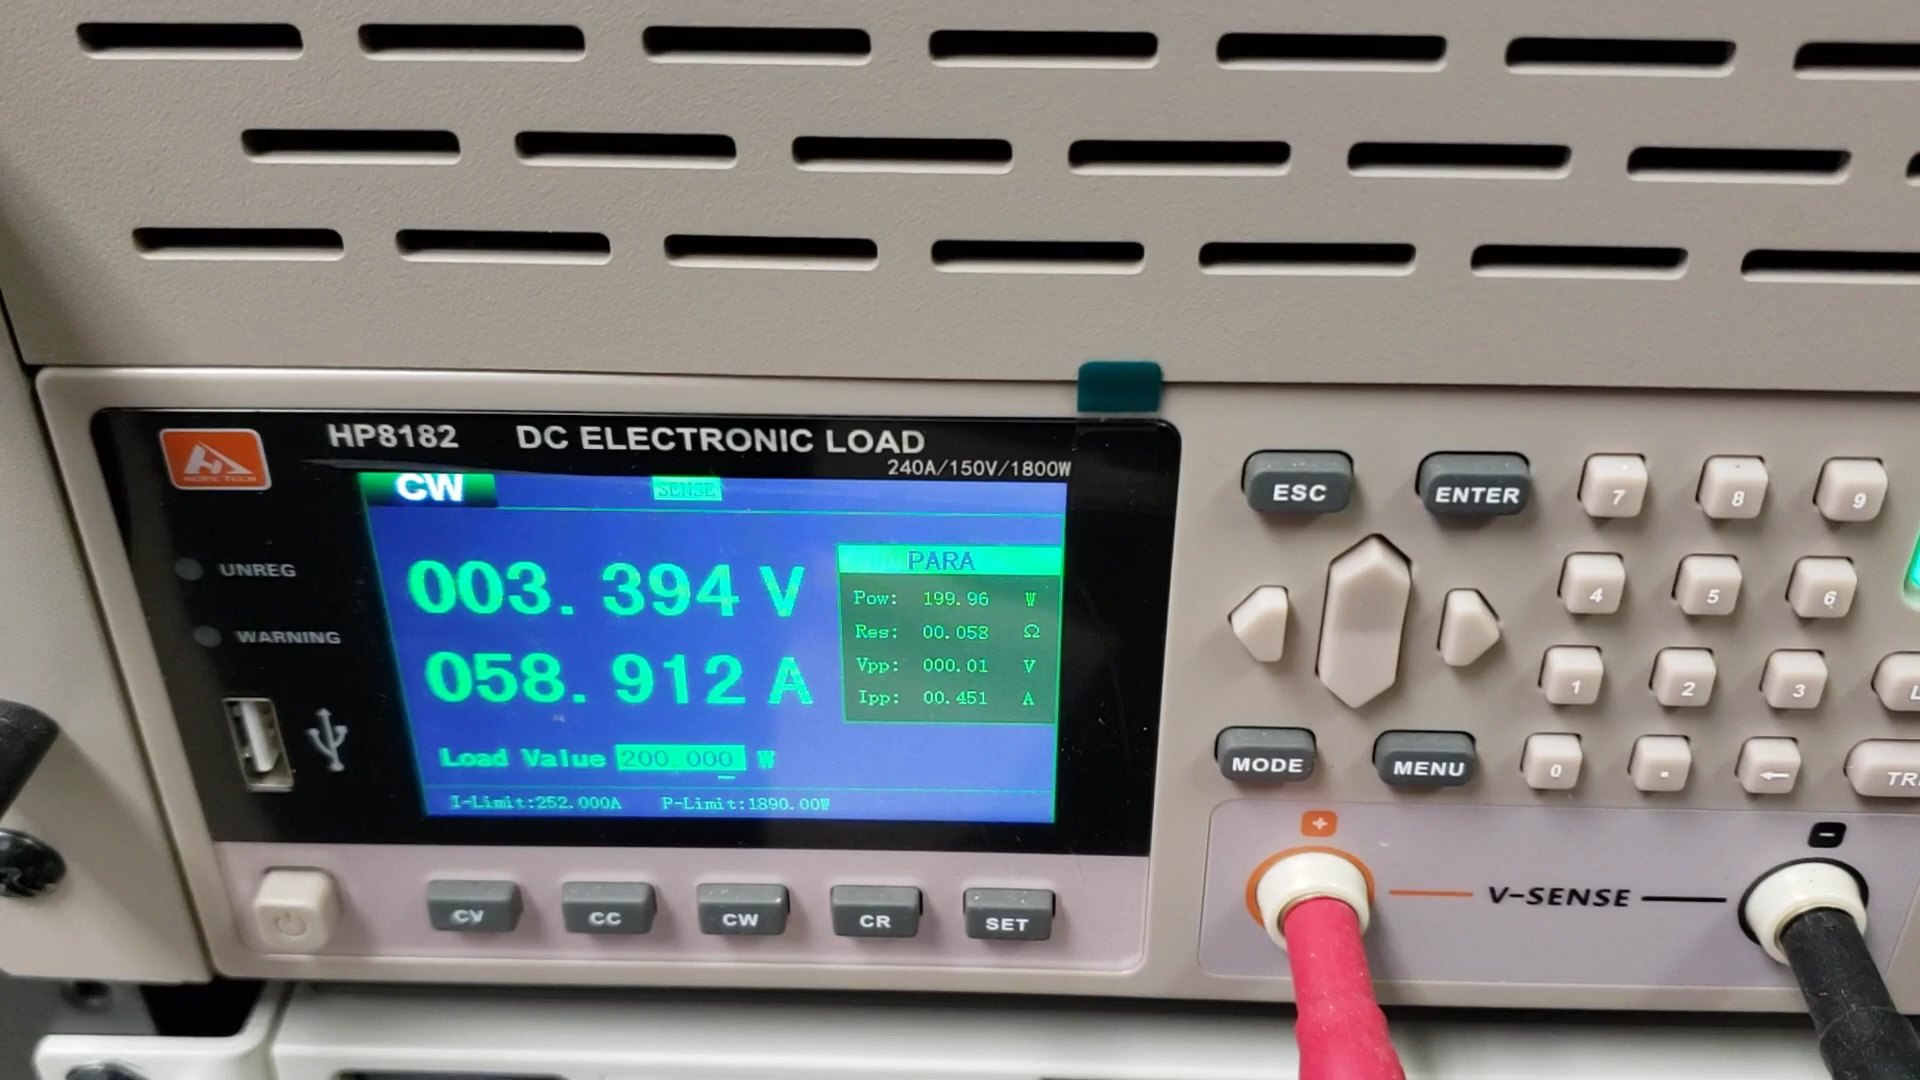 HP8182 DC ELECTRONIC LOAD
240A/150V/1800W
HOPE TECH
CW SENSE
UNREG
WARNING
003.394 V
058.912 A
PARA
Pow: 199.96 W
Res: 00.058 Ω
Vpp: 000.01 V
Ipp: 00.451 A
Load Value 200.000 W
I-Limit:252.000A P-Limit:1890.00W
CV CC CW CR SET
ESC ENTER 7 8 9
4 5 6
1 2 3 L
MODE MENU 0 . ← TR
+ -
V-SENSE